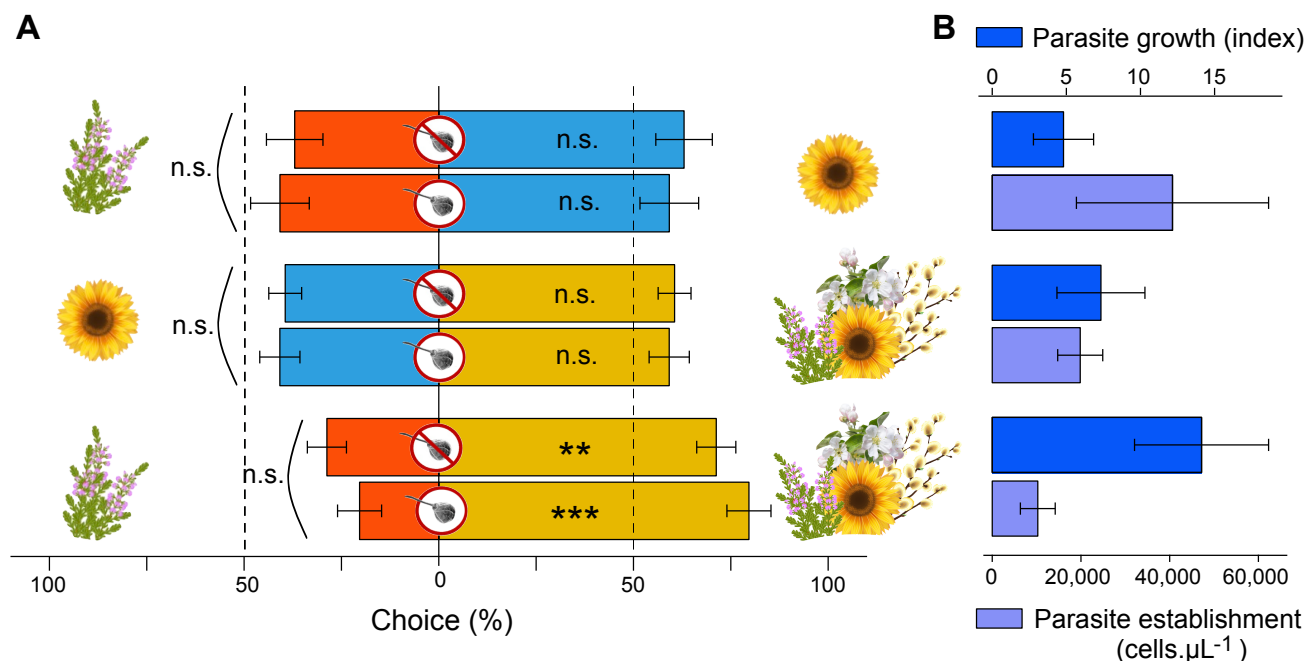 A
B
Parasite growth (index)
0 5 10 15
n.s.
n.s.
n.s.
n.s.
n.s.
n.s.
n.s.
**
***
100 50 0 50 100
Choice (%)
0 20,000 40,000 60,000
Parasite establishment
(cells.µL-1)